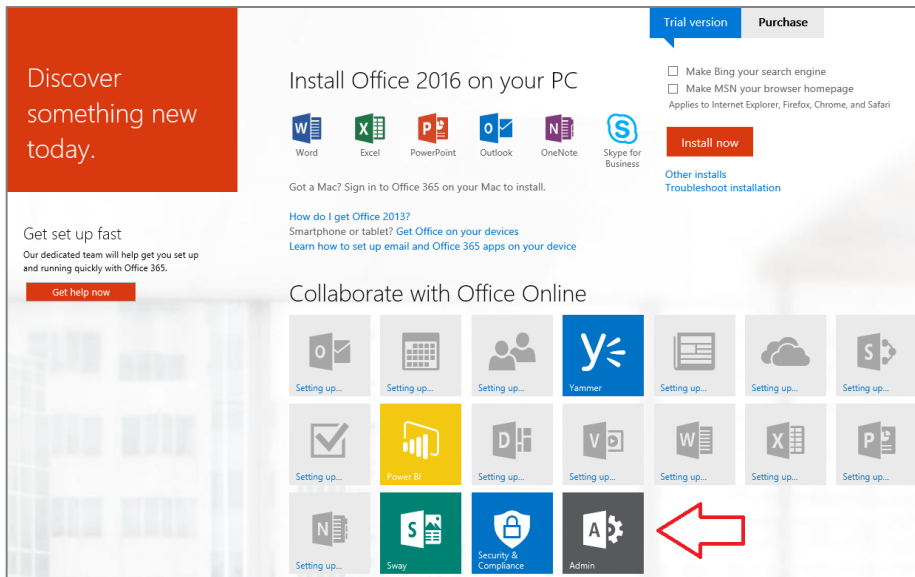 Trial version
Purchase
Discover
something new
today.
Install Office 2016 on your PC
Make Bing your search engine
Make MSN your browser homepage
Applies to Internet Explorer, Firefox, Chrome, and Safari
Install now
Other installs
Troubleshoot installation
W
X
P
O
N
S
Word
Excel
PowerPoint
Outlook
OneNote
Skype for
Business
Got a Mac? Sign in to Office 365 on your Mac to install.
How do I get Office 2013?
Smartphone or tablet? Get Office on your devices
Learn how to set up email and Office 365 apps on your device
Get set up fast
Our dedicated team will help get you set up
and running quickly with Office 365.
Get help now
Collaborate with Office Online
O
S
Setting up...
Setting up...
Setting up...
Yammer
Setting up...
Setting up...
Setting up...
D
V
W
X
P
Setting up...
Power BI
Setting up...
Setting up...
Setting up...
Setting up...
Setting up...
N
S
A
Setting up...
Sway
Security &
Compliance
Admin